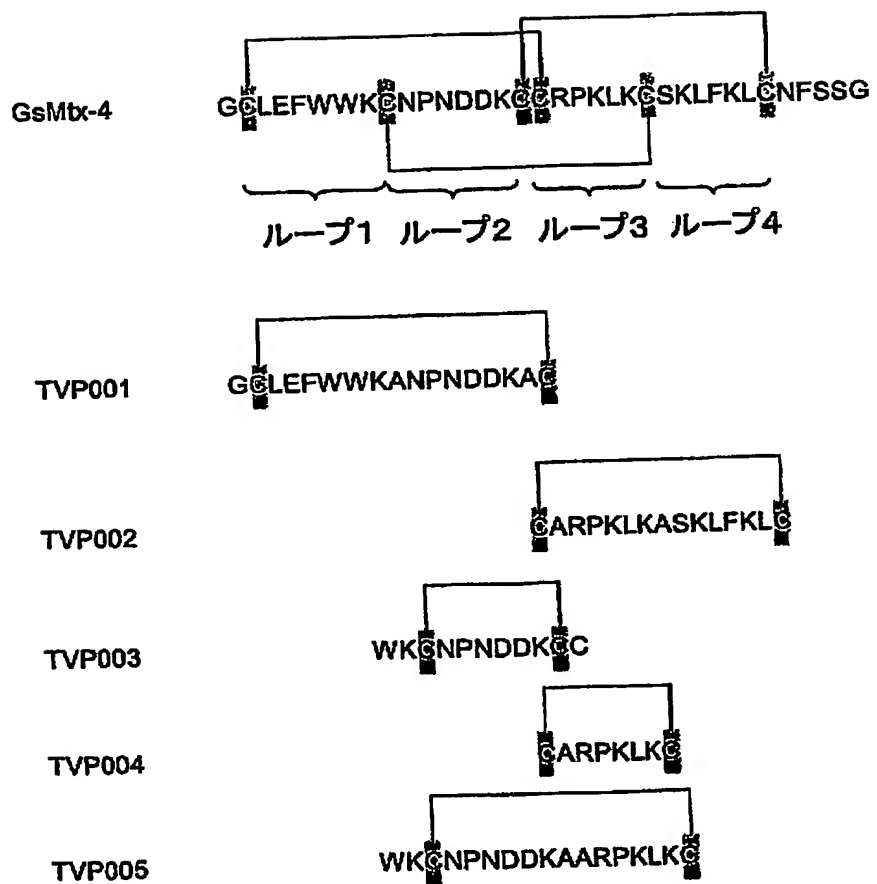 GsMtx-4 GCLEFWWKCNPNDDKCCRPKLKCSKLFKLCNFSSG
ループ1 ループ2 ループ3 ループ4
TVP001 GCLEFWWKANPNDDKAC
TVP002 CARPKLKASKLFKLC
TVP003 WKCNPNDDKCC
TVP004 CARPKLKC
TVP005 WKCNPNDDKAARPKLKC